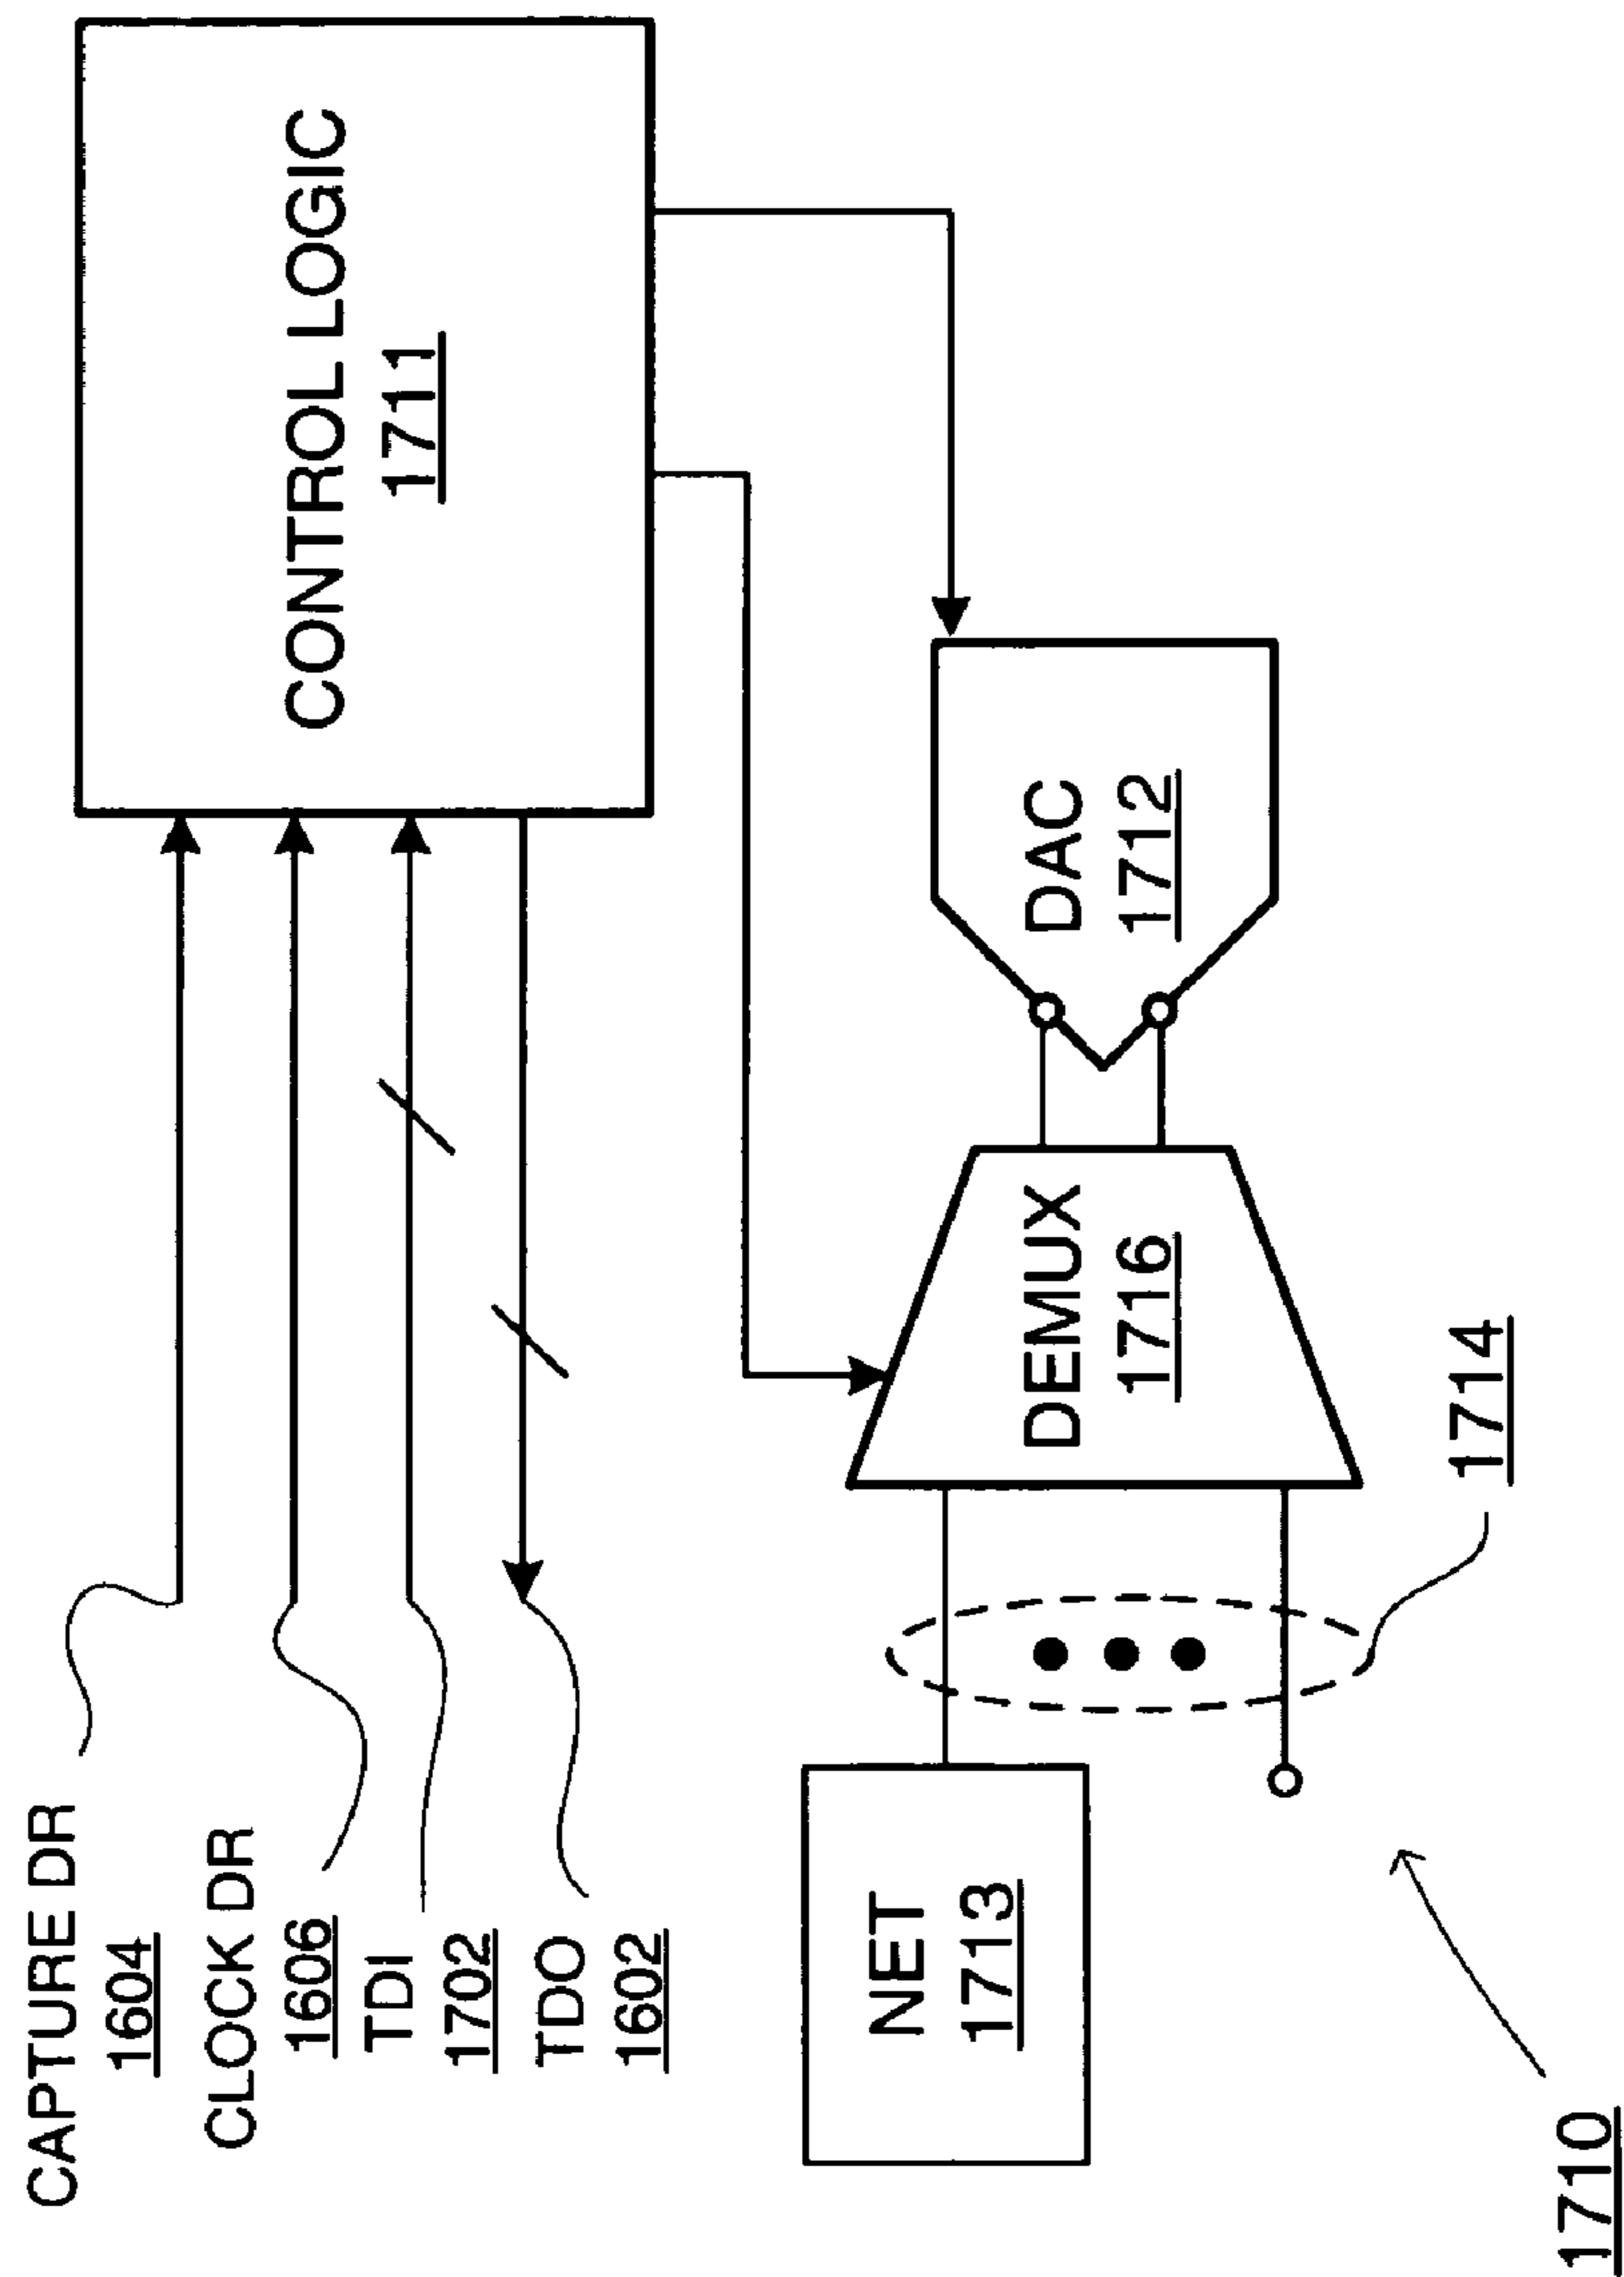 CAPTURE DR
1604
CLOCK DR
1606
TDI
1702
TDO
1602
CONTROL LOGIC
1711
NET
1713
DEMUX
1716
DAC
1712
1714
1710